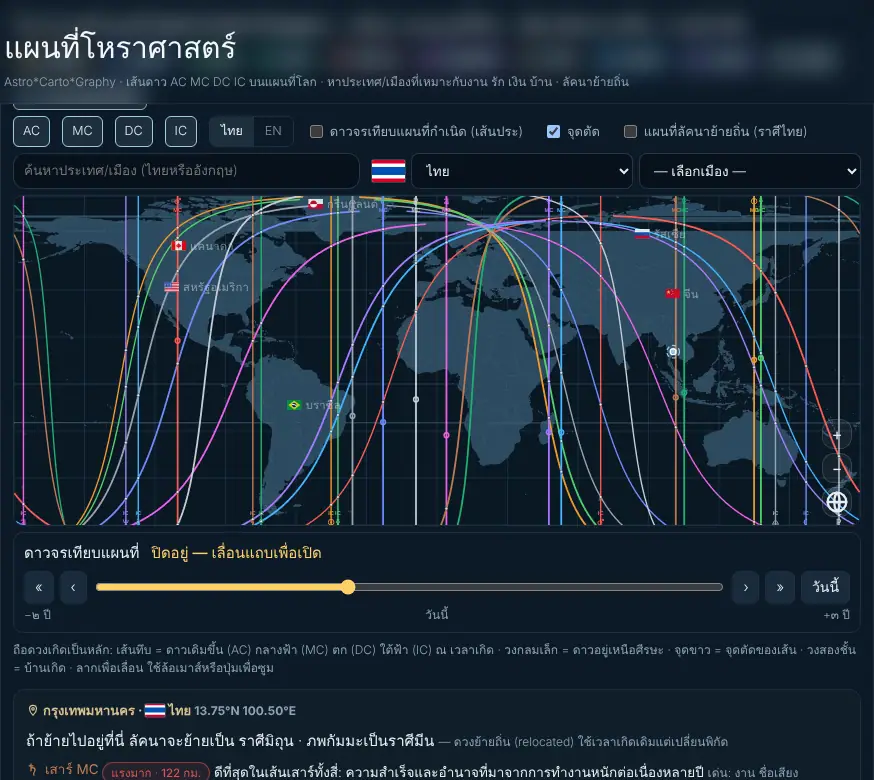 แผนที่โหราศาสตร์
Astro*Carto*Graphy · เส้นดาว AC MC DC IC บนแผนที่โลก · หาประเทศ/เมืองที่เหมาะกับงาน รัก เงิน บ้าน · ลัคนาย้ายถิ่น
AC MC DC IC ไทย EN ดาวจรเทียบแผนที่กำเนิด (เส้นประ) จุดตัด แผนที่ลัคนาย้ายถิ่น (ราศีไทย)
ค้นหาประเทศ/เมือง (ไทยหรืออังกฤษ) ไทย — เลือกเมือง —
กรีนแลนด์
รัสเซีย
แคนาดา
สหรัฐอเมริกา
จีน
บราซิล
+
−
ดาวจรเทียบแผนที่ ปิดอยู่ — เลื่อนแถบเพื่อเปิด
« ‹ › » วันนี้
−๒ ปี วันนี้ +๓ ปี
ถือดวงเกิดเป็นหลัก: เส้นทึบ = ดาวเดิมขึ้น (AC) กลางฟ้า (MC) ตก (DC) ใต้ฟ้า (IC) ณ เวลาเกิด · วงกลมเล็ก = ดาวอยู่เหนือศีรษะ · จุดขาว = จุดตัดของเส้น · วงสองชั้น
= บ้านเกิด · ลากเพื่อเลื่อน ใช้ล้อเมาส์หรือปุ่มเพื่อซูม
กรุงเทพมหานคร · ไทย 13.75°N 100.50°E
ถ้าย้ายไปอยู่ที่นี่ ลัคนาจะย้ายเป็น ราศีมิถุน · ภพกัมมะเป็นราศีมีน — ดวงย้ายถิ่น (relocated) ใช้เวลาเกิดเดิมแต่เปลี่ยนพิกัด
♄ เสาร์ MC แรงมาก · 122 กม. ดีที่สุดในเส้นเสาร์ทั้งสี่: ความสำเร็จและอำนาจที่มาจากการทำงานหนักต่อเนื่องหลายปี เด่น: งาน ชื่อเสียง